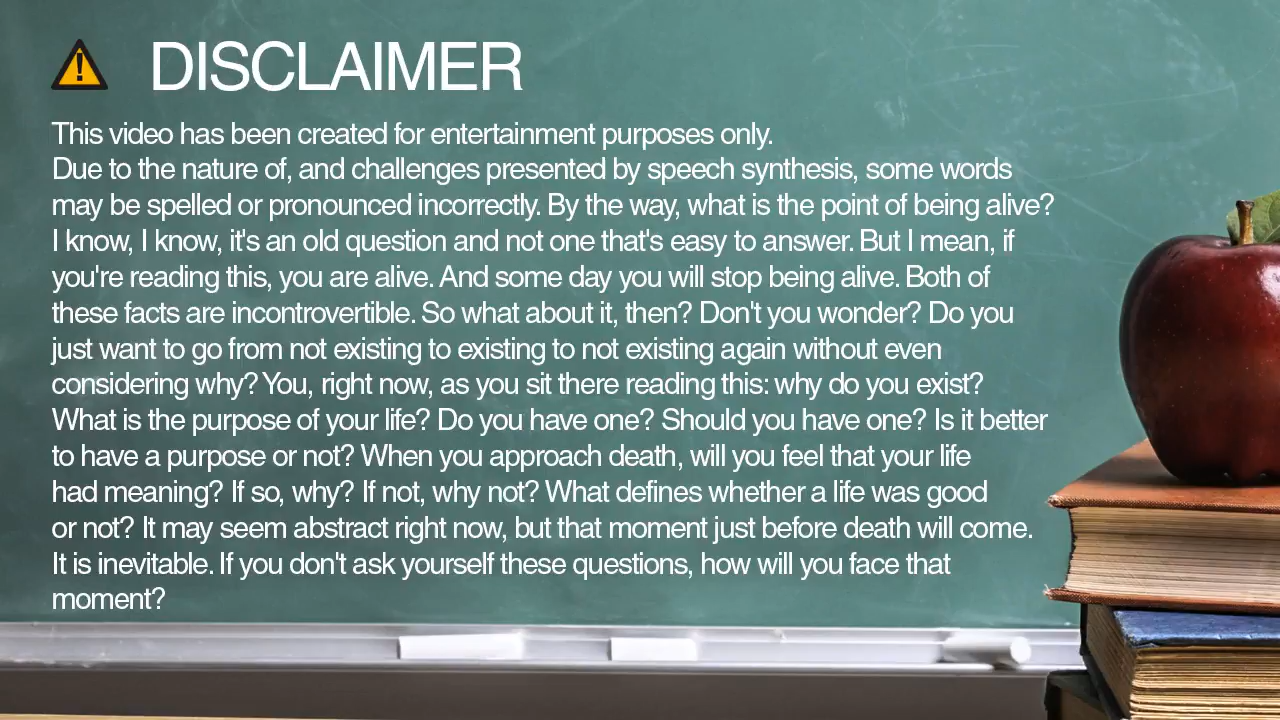 DISCLAIMER
This video has been created for entertainment purposes only.
Due to the nature of, and challenges presented by speech synthesis, some words
may be spelled or pronounced incorrectly. By the way, what is the point of being alive?
I know, I know, it's an old question and not one that's easy to answer. But I mean, if
you're reading this, you are alive. And some day you will stop being alive. Both of
these facts are incontrovertible. So what about it, then? Don't you wonder? Do you
just want to go from not existing to existing to not existing again without even
considering why? You, right now, as you sit there reading this: why do you exist?
What is the purpose of your life? Do you have one? Should you have one? Is it better
to have a purpose or not? When you approach death, will you feel that your life
had meaning? If so, why? If not, why not? What defines whether a life was good
or not? It may seem abstract right now, but that moment just before death will come.
It is inevitable. If you don't ask yourself these questions, how will you face that
moment?